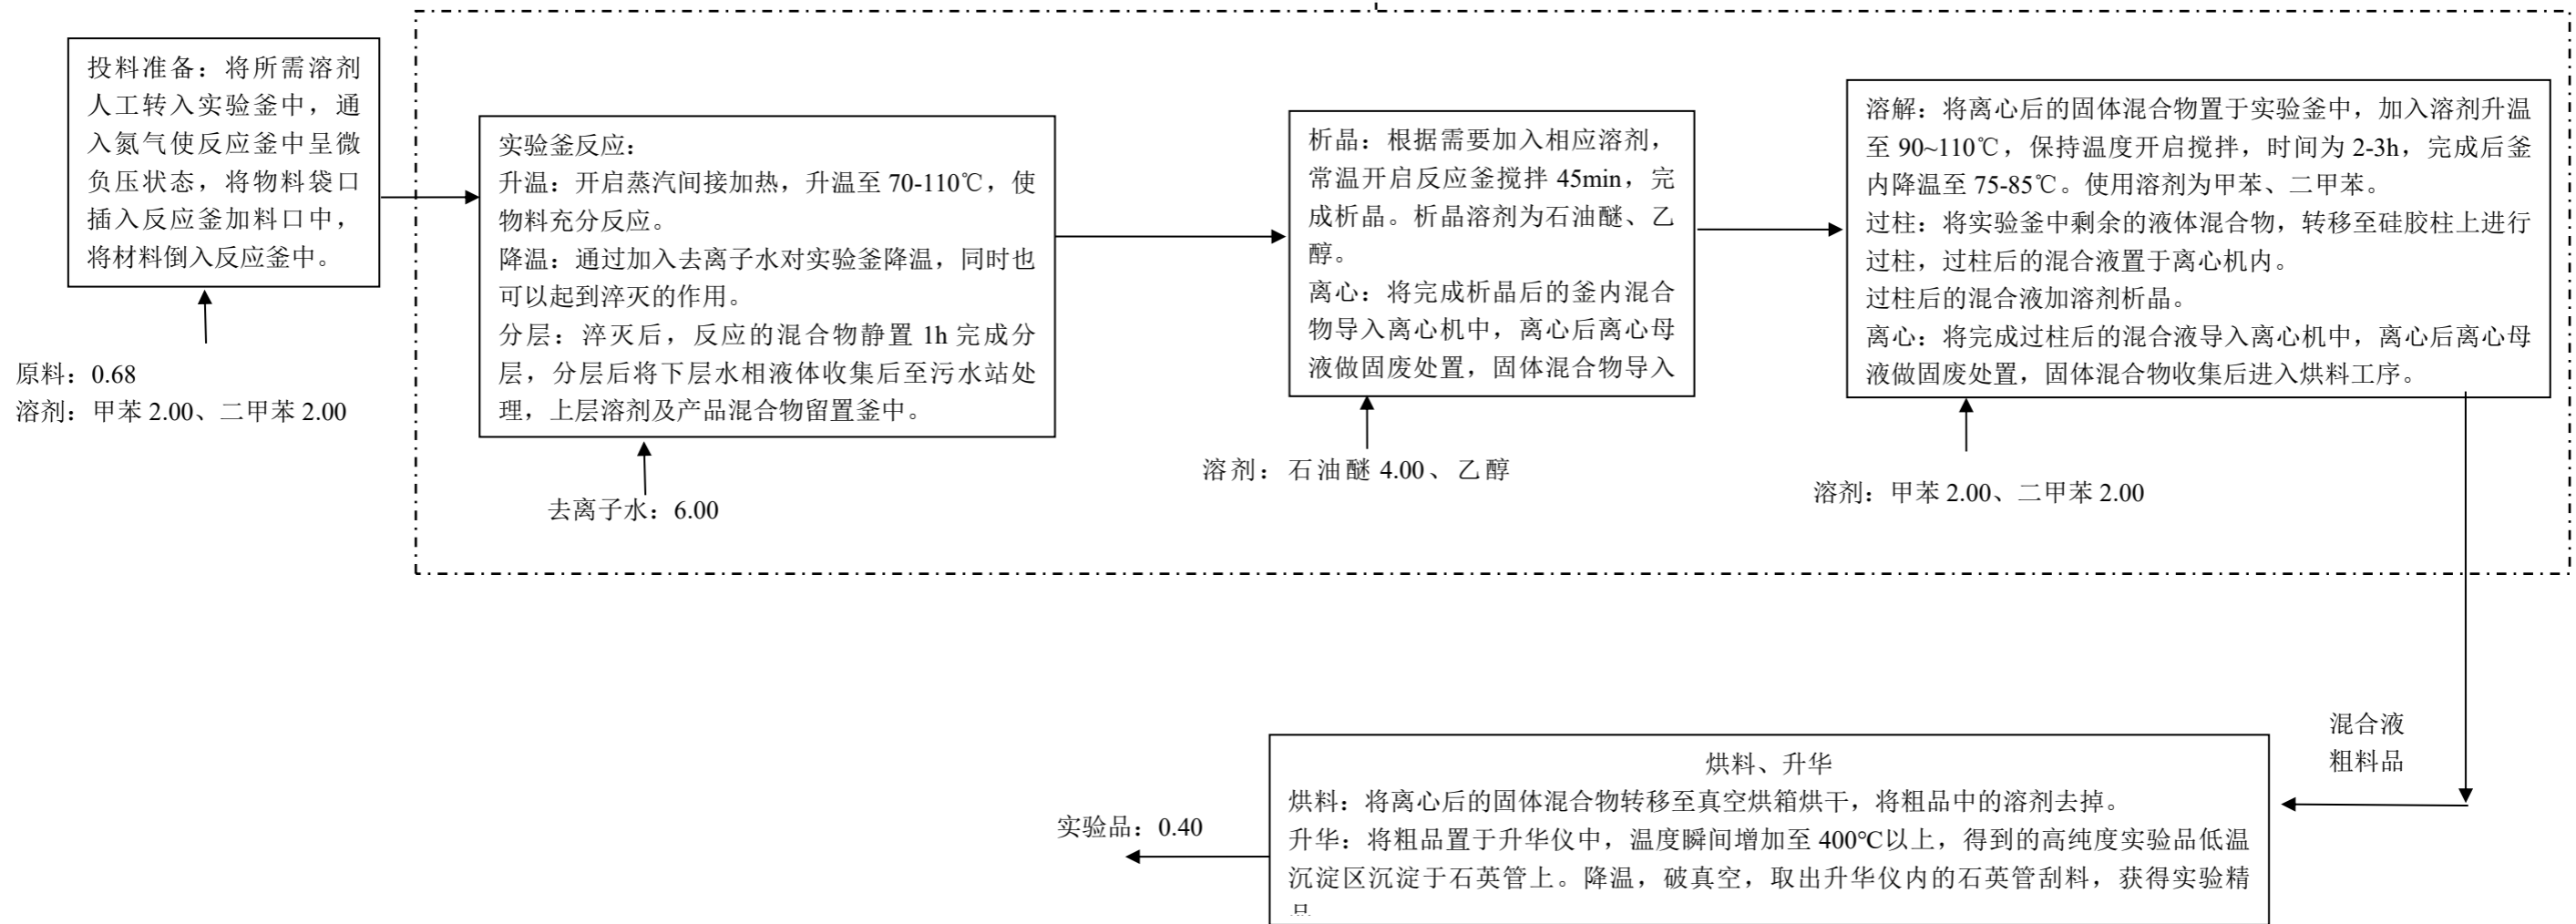 投料准备：将所需溶剂
人工转入实验釜中，通
入氮气使反应釜中呈微
负压状态，将物料袋口
插入反应釜加料口中，
将材料倒入反应釜中。
原料：0.68
溶剂：甲苯 2.00、二甲苯 2.00
实验釜反应：
升温：开启蒸汽间接加热，升温至 70-110℃，使
物料充分反应。
降温：通过加入去离子水对实验釜降温，同时也
可以起到淬灭的作用。
分层：淬灭后，反应的混合物静置 1h 完成分
层，分层后将下层水相液体收集后至污水站处
理，上层溶剂及产品混合物留置釜中。
去离子水：6.00
析晶：根据需要加入相应溶剂，
常温开启反应釜搅拌 45min，完
成析晶。析晶溶剂为石油醚、乙
醇。
离心：将完成析晶后的釜内混合
物导入离心机中，离心后离心母
液做固废处置，固体混合物导入
溶剂：石油醚 4.00、乙醇
溶解：将离心后的固体混合物置于实验釜中，加入溶剂升温
至 90~110℃，保持温度开启搅拌，时间为 2-3h，完成后釜
内降温至 75-85℃。使用溶剂为甲苯、二甲苯。
过柱：将实验釜中剩余的液体混合物，转移至硅胶柱上进行
过柱，过柱后的混合液置于离心机内。
过柱后的混合液加溶剂析晶。
离心：将完成过柱后的混合液导入离心机中，离心后离心母
液做固废处置，固体混合物收集后进入烘料工序。
溶剂：甲苯 2.00、二甲苯 2.00
混合液
粗料品
烘料、升华
烘料：将离心后的固体混合物转移至真空烘箱烘干，将粗品中的溶剂去掉。
升华：将粗品置于升华仪中，温度瞬间增加至 400℃以上，得到的高纯度实验品低温
沉淀区沉淀于石英管上。降温，破真空，取出升华仪内的石英管刮料，获得实验精
实验品：0.40